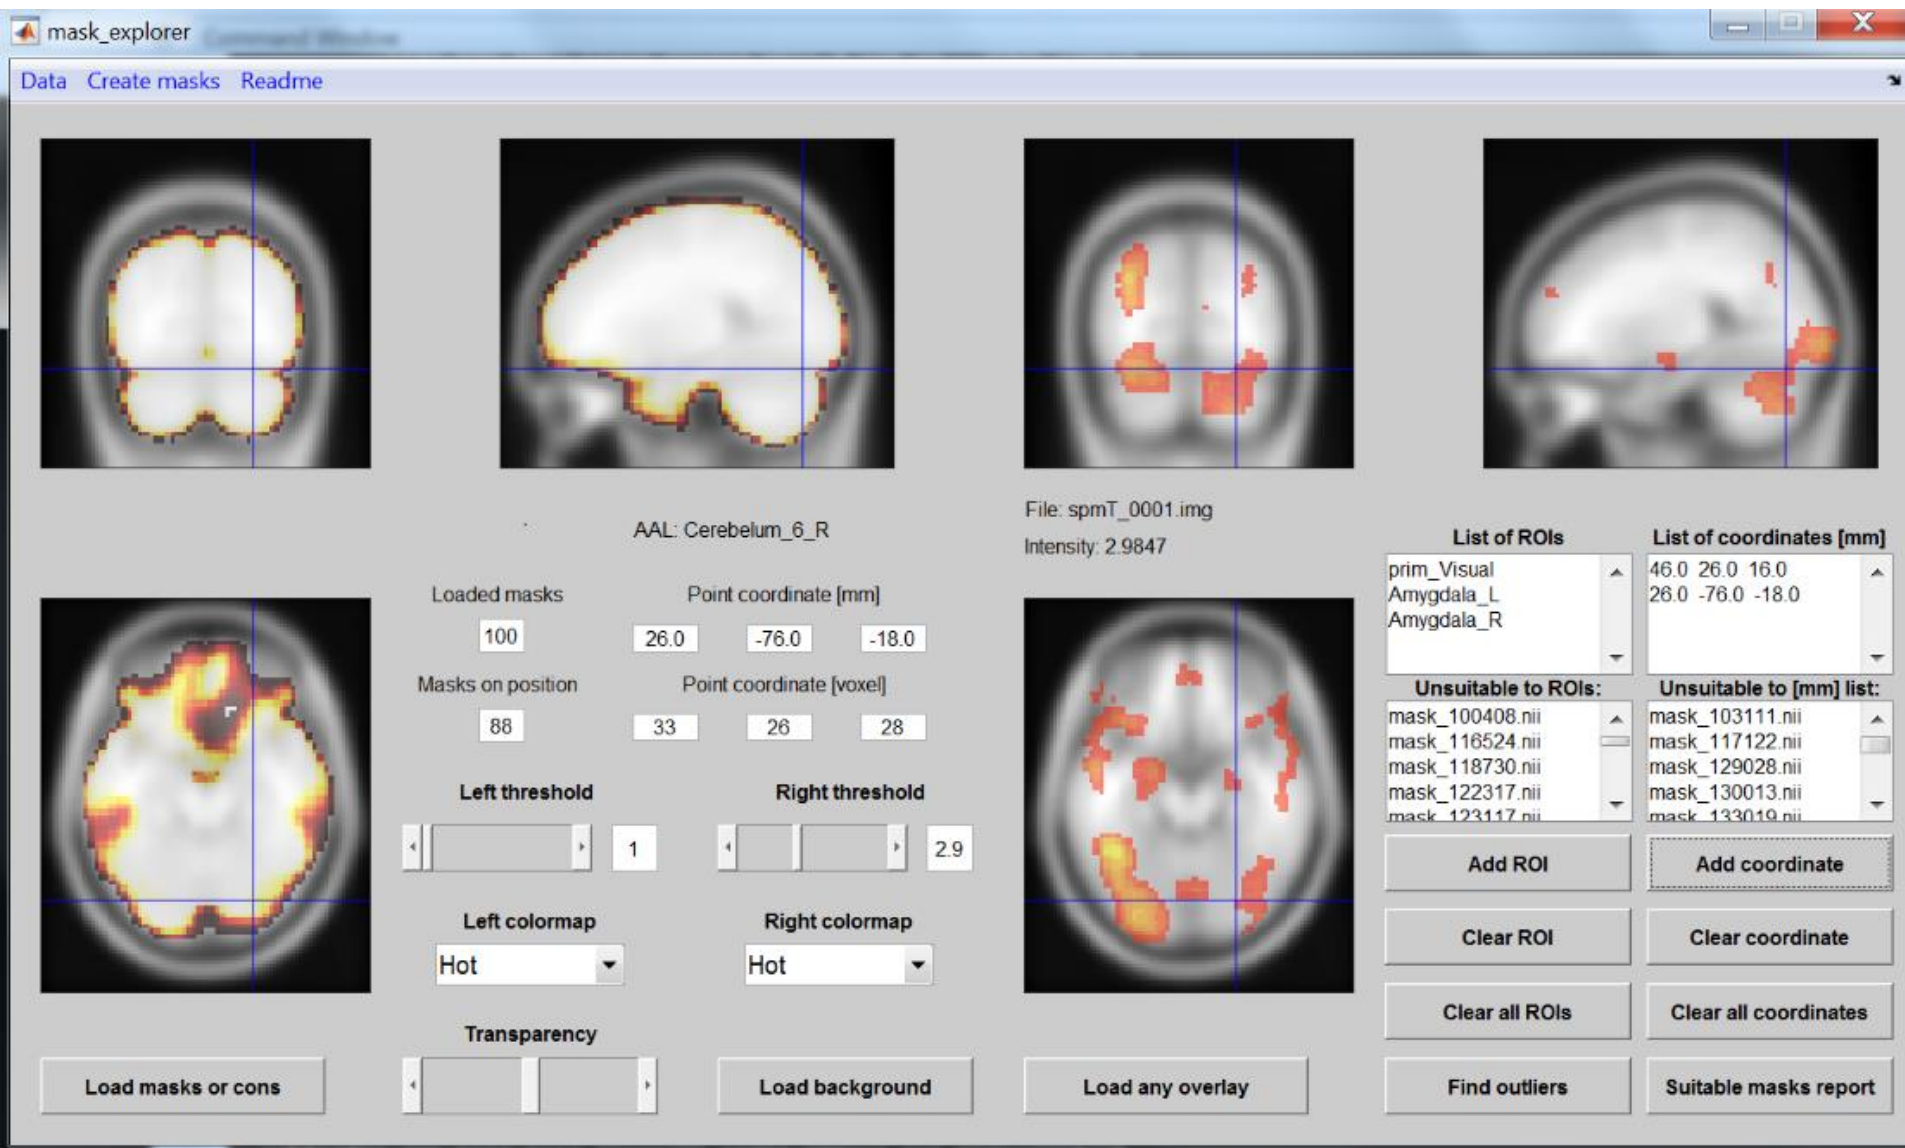 mask_explorer
Command Window
Data Create masks Readme
AAL: Cerebelum_6_R
File: spmT_0001.img
Intensity: 2.9847
Loaded masks
100
Masks on position
88
Point coordinate [mm]
26.0 -76.0 -18.0
Point coordinate [voxel]
33 26 28
Left threshold
1
Right threshold
2.9
Left colormap
Hot
Right colormap
Hot
Transparency
List of ROIs
prim_Visual
Amygdala_L
Amygdala_R
List of coordinates [mm]
46.0 26.0 16.0
26.0 -76.0 -18.0
Unsuitable to ROIs:
mask_100408.nii
mask_116524.nii
mask_118730.nii
mask_122317.nii
mask_123117.nii
Unsuitable to [mm] list:
mask_103111.nii
mask_117122.nii
mask_129028.nii
mask_130013.nii
mask_133019.nii
Add ROI
Add coordinate
Clear ROI
Clear coordinate
Clear all ROIs
Clear all coordinates
Load masks or cons
Load background
Load any overlay
Find outliers
Suitable masks report